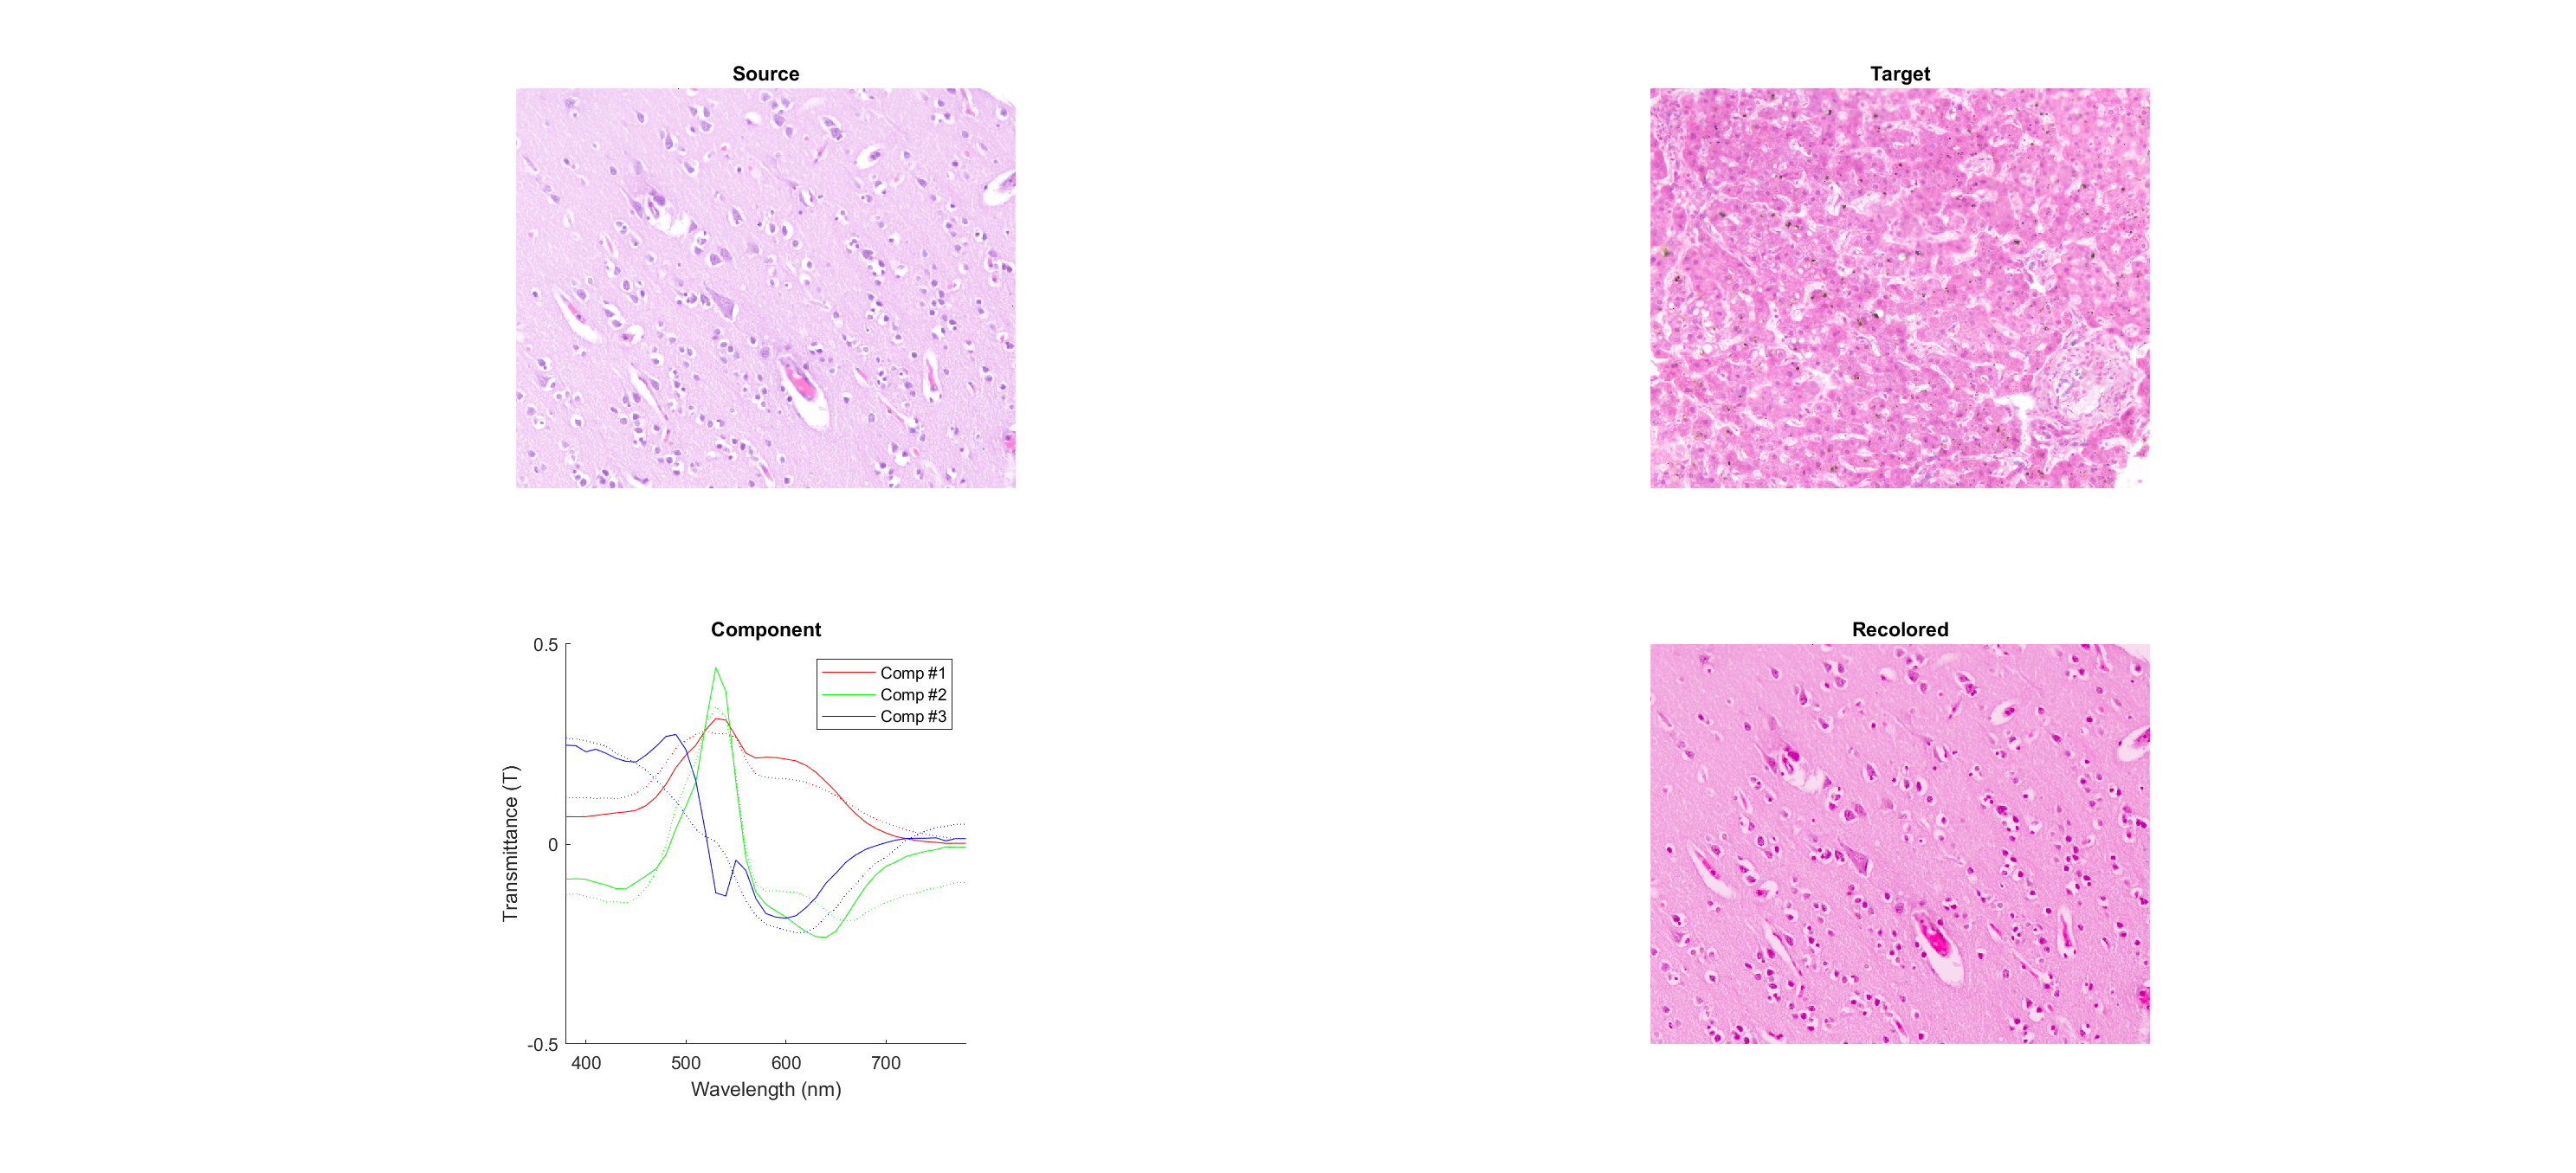 Source
Target
Component
0.5
0
-0.5
400 500 600 700
Transmittance (T)
Wavelength (nm)
Comp #1
Comp #2
Comp #3
Recolored